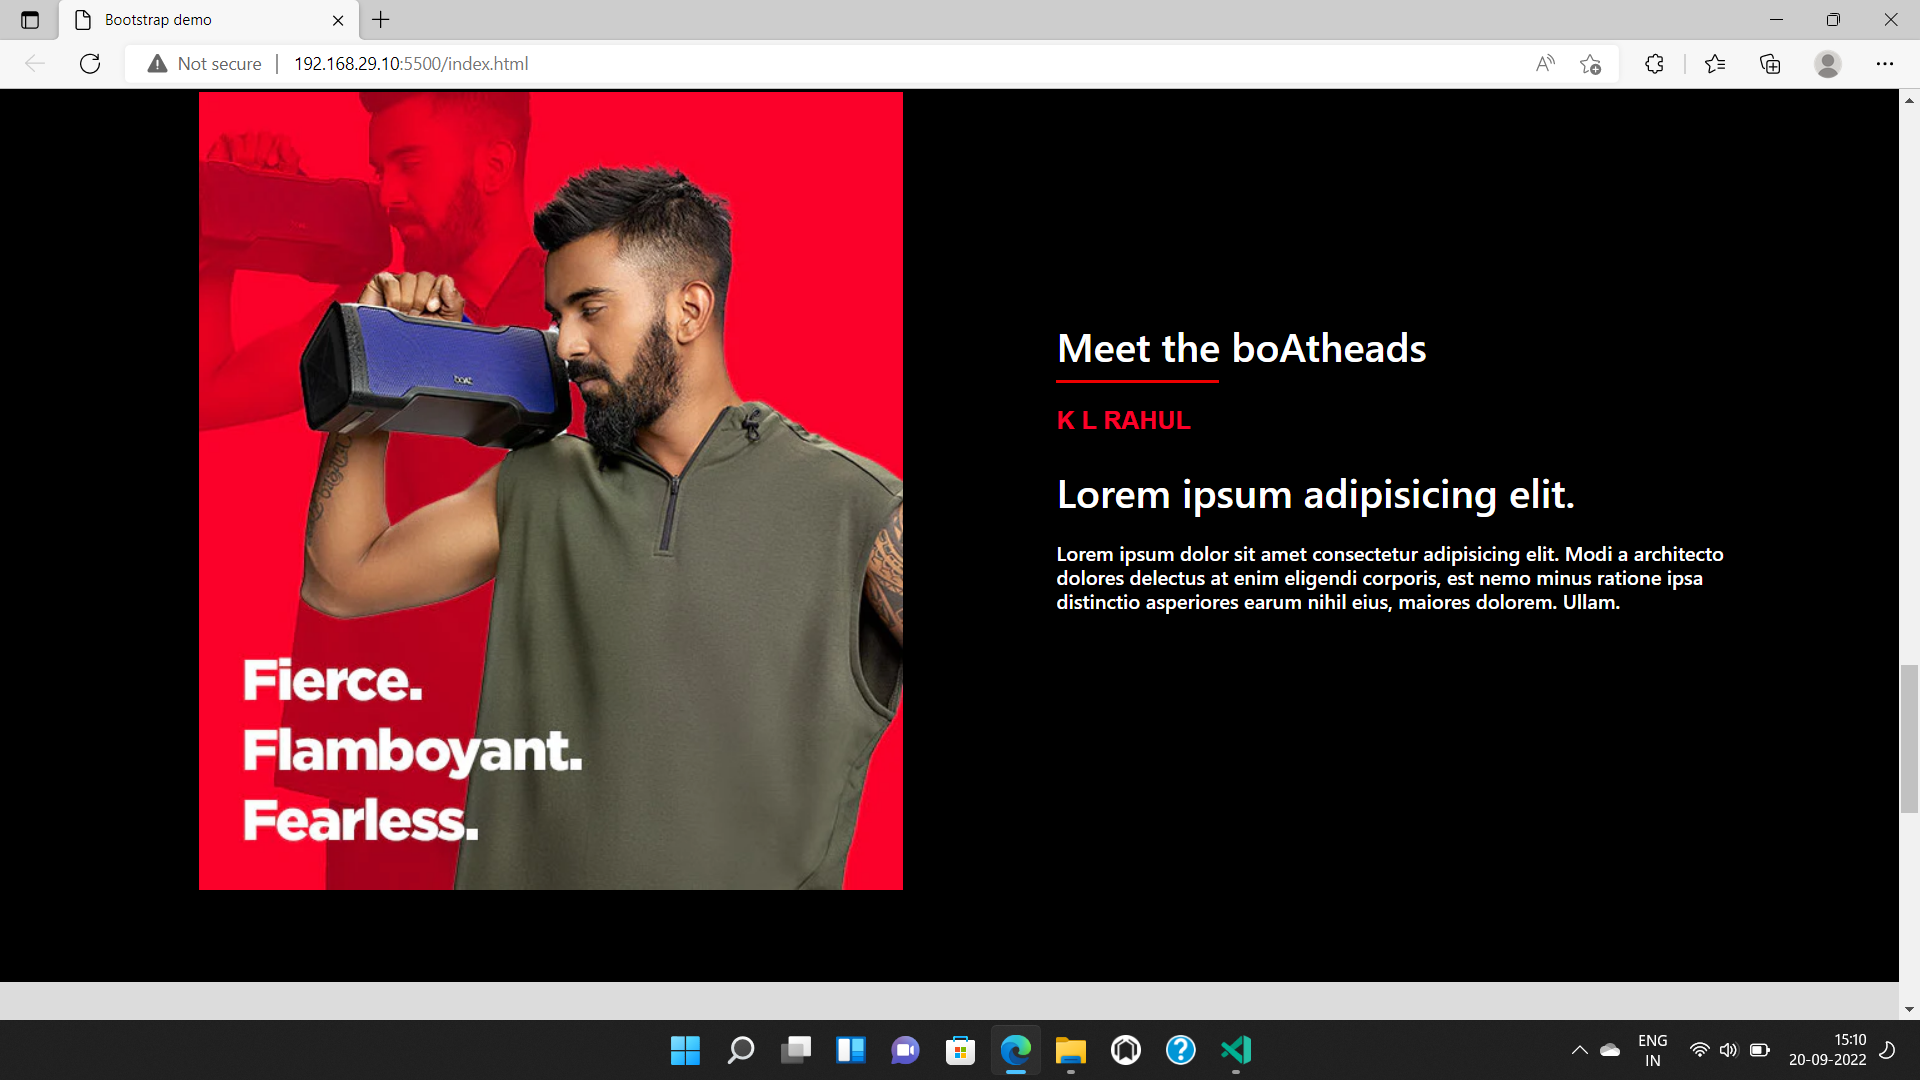 Bootstrap demo
Not secure
192.168.29.10:5500/index.html
boAt
Fierce.
Flamboyant.
Fearless.
Meet the boAtheads
K L RAHUL
Lorem ipsum adipisicing elit.
Lorem ipsum dolor sit amet consectetur adipisicing elit. Modi a architecto
dolores delectus at enim eligendi corporis, est nemo minus ratione ipsa
distinctio asperiores earum nihil eius, maiores dolorem. Ullam.
ENG
IN
15:10
20-09-2022